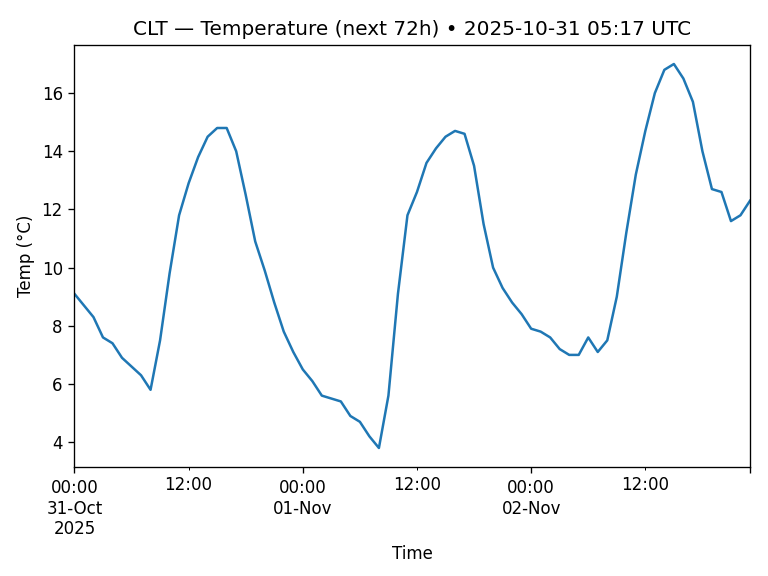 CLT — Temperature (next 72h) • 2025-10-31 05:17 UTC
Temp (°C)
16
14
12
10
8
6
4
00:00 12:00 00:00 12:00 00:00 12:00
31-Oct 01-Nov 02-Nov
2025
Time